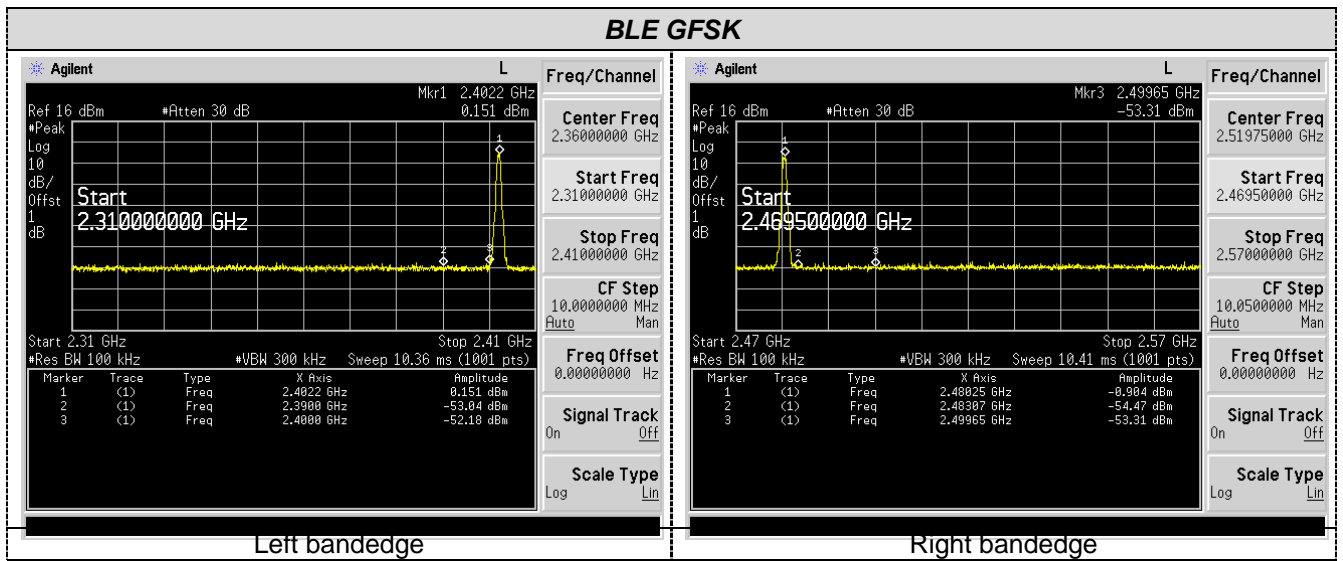 BLE GFSK
Agilent L
Mkr1 2.4022 GHz
Ref 16 dBm #Atten 30 dB 0.151 dBm
#Peak
Log
10
dB/
Offst
1
dB
1
2
3
Start
2.310000000 GHz
Start 2.31 GHz Stop 2.41 GHz
#Res BW 100 kHz #VBW 300 kHz Sweep 10.36 ms (1001 pts)
Marker Trace Type X Axis Amplitude
1 (1) Freq 2.4022 GHz 0.151 dBm
2 (1) Freq 2.3900 GHz -53.04 dBm
3 (1) Freq 2.4000 GHz -52.18 dBm
Freq/Channel
Center Freq
2.36000000 GHz
Start Freq
2.31000000 GHz
Stop Freq
2.41000000 GHz
CF Step
10.0000000 MHz
Auto Man
Freq Offset
0.00000000 Hz
Signal Track
On Off
Scale Type
Log Lin
Left bandedge
Agilent L
Mkr3 2.49965 GHz
Ref 16 dBm #Atten 30 dB -53.31 dBm
#Peak
Log
10
dB/
Offst
1
dB
1
2
3
Start
2.469500000 GHz
Start 2.47 GHz Stop 2.57 GHz
#Res BW 100 kHz #VBW 300 kHz Sweep 10.41 ms (1001 pts)
Marker Trace Type X Axis Amplitude
1 (1) Freq 2.48025 GHz -0.904 dBm
2 (1) Freq 2.48307 GHz -54.47 dBm
3 (1) Freq 2.49965 GHz -53.31 dBm
Freq/Channel
Center Freq
2.51975000 GHz
Start Freq
2.46950000 GHz
Stop Freq
2.57000000 GHz
CF Step
10.0500000 MHz
Auto Man
Freq Offset
0.00000000 Hz
Signal Track
On Off
Scale Type
Log Lin
Right bandedge